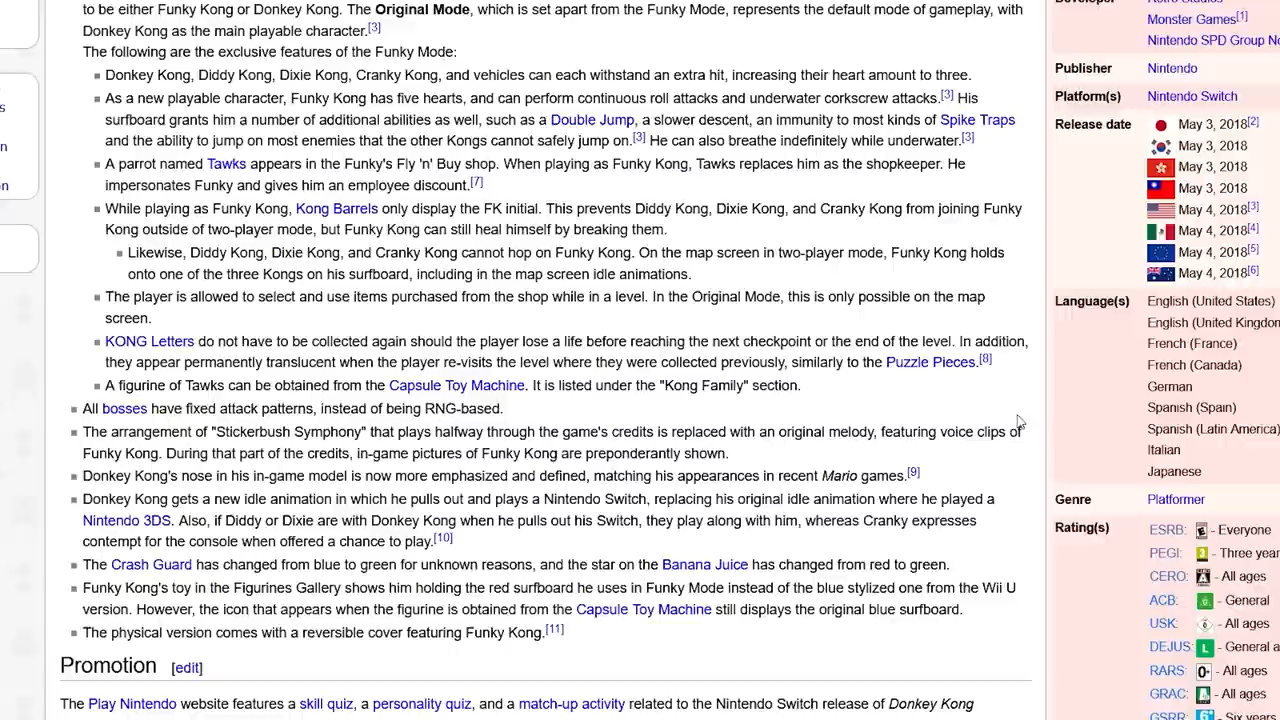 to be either Funky Kong or Donkey Kong. The Original Mode, which is set apart from the Funky Mode, represents the default mode of gameplay, with
Donkey Kong as the main playable character.[3]
The following are the exclusive features of the Funky Mode:
Donkey Kong, Diddy Kong, Dixie Kong, Cranky Kong, and vehicles can each withstand an extra hit, increasing their heart amount to three.
As a new playable character, Funky Kong has five hearts, and can perform continuous roll attacks and underwater corkscrew attacks.[3] His
surfboard grants him a number of additional abilities as well, such as a Double Jump, a slower descent, an immunity to most kinds of Spike Traps
and the ability to jump on most enemies that the other Kongs cannot safely jump on.[3] He can also breathe indefinitely while underwater.[3]
A parrot named Tawks appears in the Funky's Fly 'n' Buy shop. When playing as Funky Kong, Tawks replaces him as the shopkeeper. He
impersonates Funky and gives him an employee discount.[7]
While playing as Funky Kong, Kong Barrels only display the FK initial. This prevents Diddy Kong, Dixie Kong, and Cranky Kong from joining Funky
Kong outside of two-player mode, but Funky Kong can still heal himself by breaking them.
Likewise, Diddy Kong, Dixie Kong, and Cranky Kong cannot hop on Funky Kong. On the map screen in two-player mode, Funky Kong holds
onto one of the three Kongs on his surfboard, including in the map screen idle animations.
The player is allowed to select and use items purchased from the shop while in a level. In the Original Mode, this is only possible on the map
screen.
KONG Letters do not have to be collected again should the player lose a life before reaching the next checkpoint or the end of the level. In addition,
they appear permanently translucent when the player re-visits the level where they were collected previously, similarly to the Puzzle Pieces.[8]
A figurine of Tawks can be obtained from the Capsule Toy Machine. It is listed under the "Kong Family" section.
All bosses have fixed attack patterns, instead of being RNG-based.
The arrangement of "Stickerbush Symphony" that plays halfway through the game's credits is replaced with an original melody, featuring voice clips of
Funky Kong. During that part of the credits, in-game pictures of Funky Kong are preponderantly shown.
Donkey Kong's nose in his in-game model is now more emphasized and defined, matching his appearances in recent Mario games.[9]
Donkey Kong gets a new idle animation in which he pulls out and plays a Nintendo Switch, replacing his original idle animation where he played a
Nintendo 3DS. Also, if Diddy or Dixie are with Donkey Kong when he pulls out his Switch, they play along with him, whereas Cranky expresses
contempt for the console when offered a chance to play.[10]
The Crash Guard has changed from blue to green for unknown reasons, and the star on the Banana Juice has changed from red to green.
Funky Kong's toy in the Figurines Gallery shows him holding the red surfboard he uses in Funky Mode instead of the blue stylized one from the Wii U
version. However, the icon that appears when the figurine is obtained from the Capsule Toy Machine still displays the original blue surfboard.
The physical version comes with a reversible cover featuring Funky Kong.[11]
Promotion [edit]
The Play Nintendo website features a skill quiz, a personality quiz, and a match-up activity related to the Nintendo Switch release of Donkey Kong
Monster Games[1]
Nintendo SPD Group No
Publisher Nintendo
Platform(s) Nintendo Switch
Release date May 3, 2018[2]
May 3, 2018
May 3, 2018
May 3, 2018
May 4, 2018[3]
May 4, 2018[4]
May 4, 2018[5]
May 4, 2018[6]
Language(s) English (United States)
English (United Kingdom
French (France)
French (Canada)
German
Spanish (Spain)
Spanish (Latin America)
Italian
Japanese
Genre Platformer
Rating(s) ESRB: E - Everyone
PEGI: 3 - Three year
CERO: A - All ages
ACB: G - General
USK: 0 - All ages
DEJUS: L - General a
RARS: 0+ - All ages
GRAC: - All ages
GSRR: 6+ - Six years